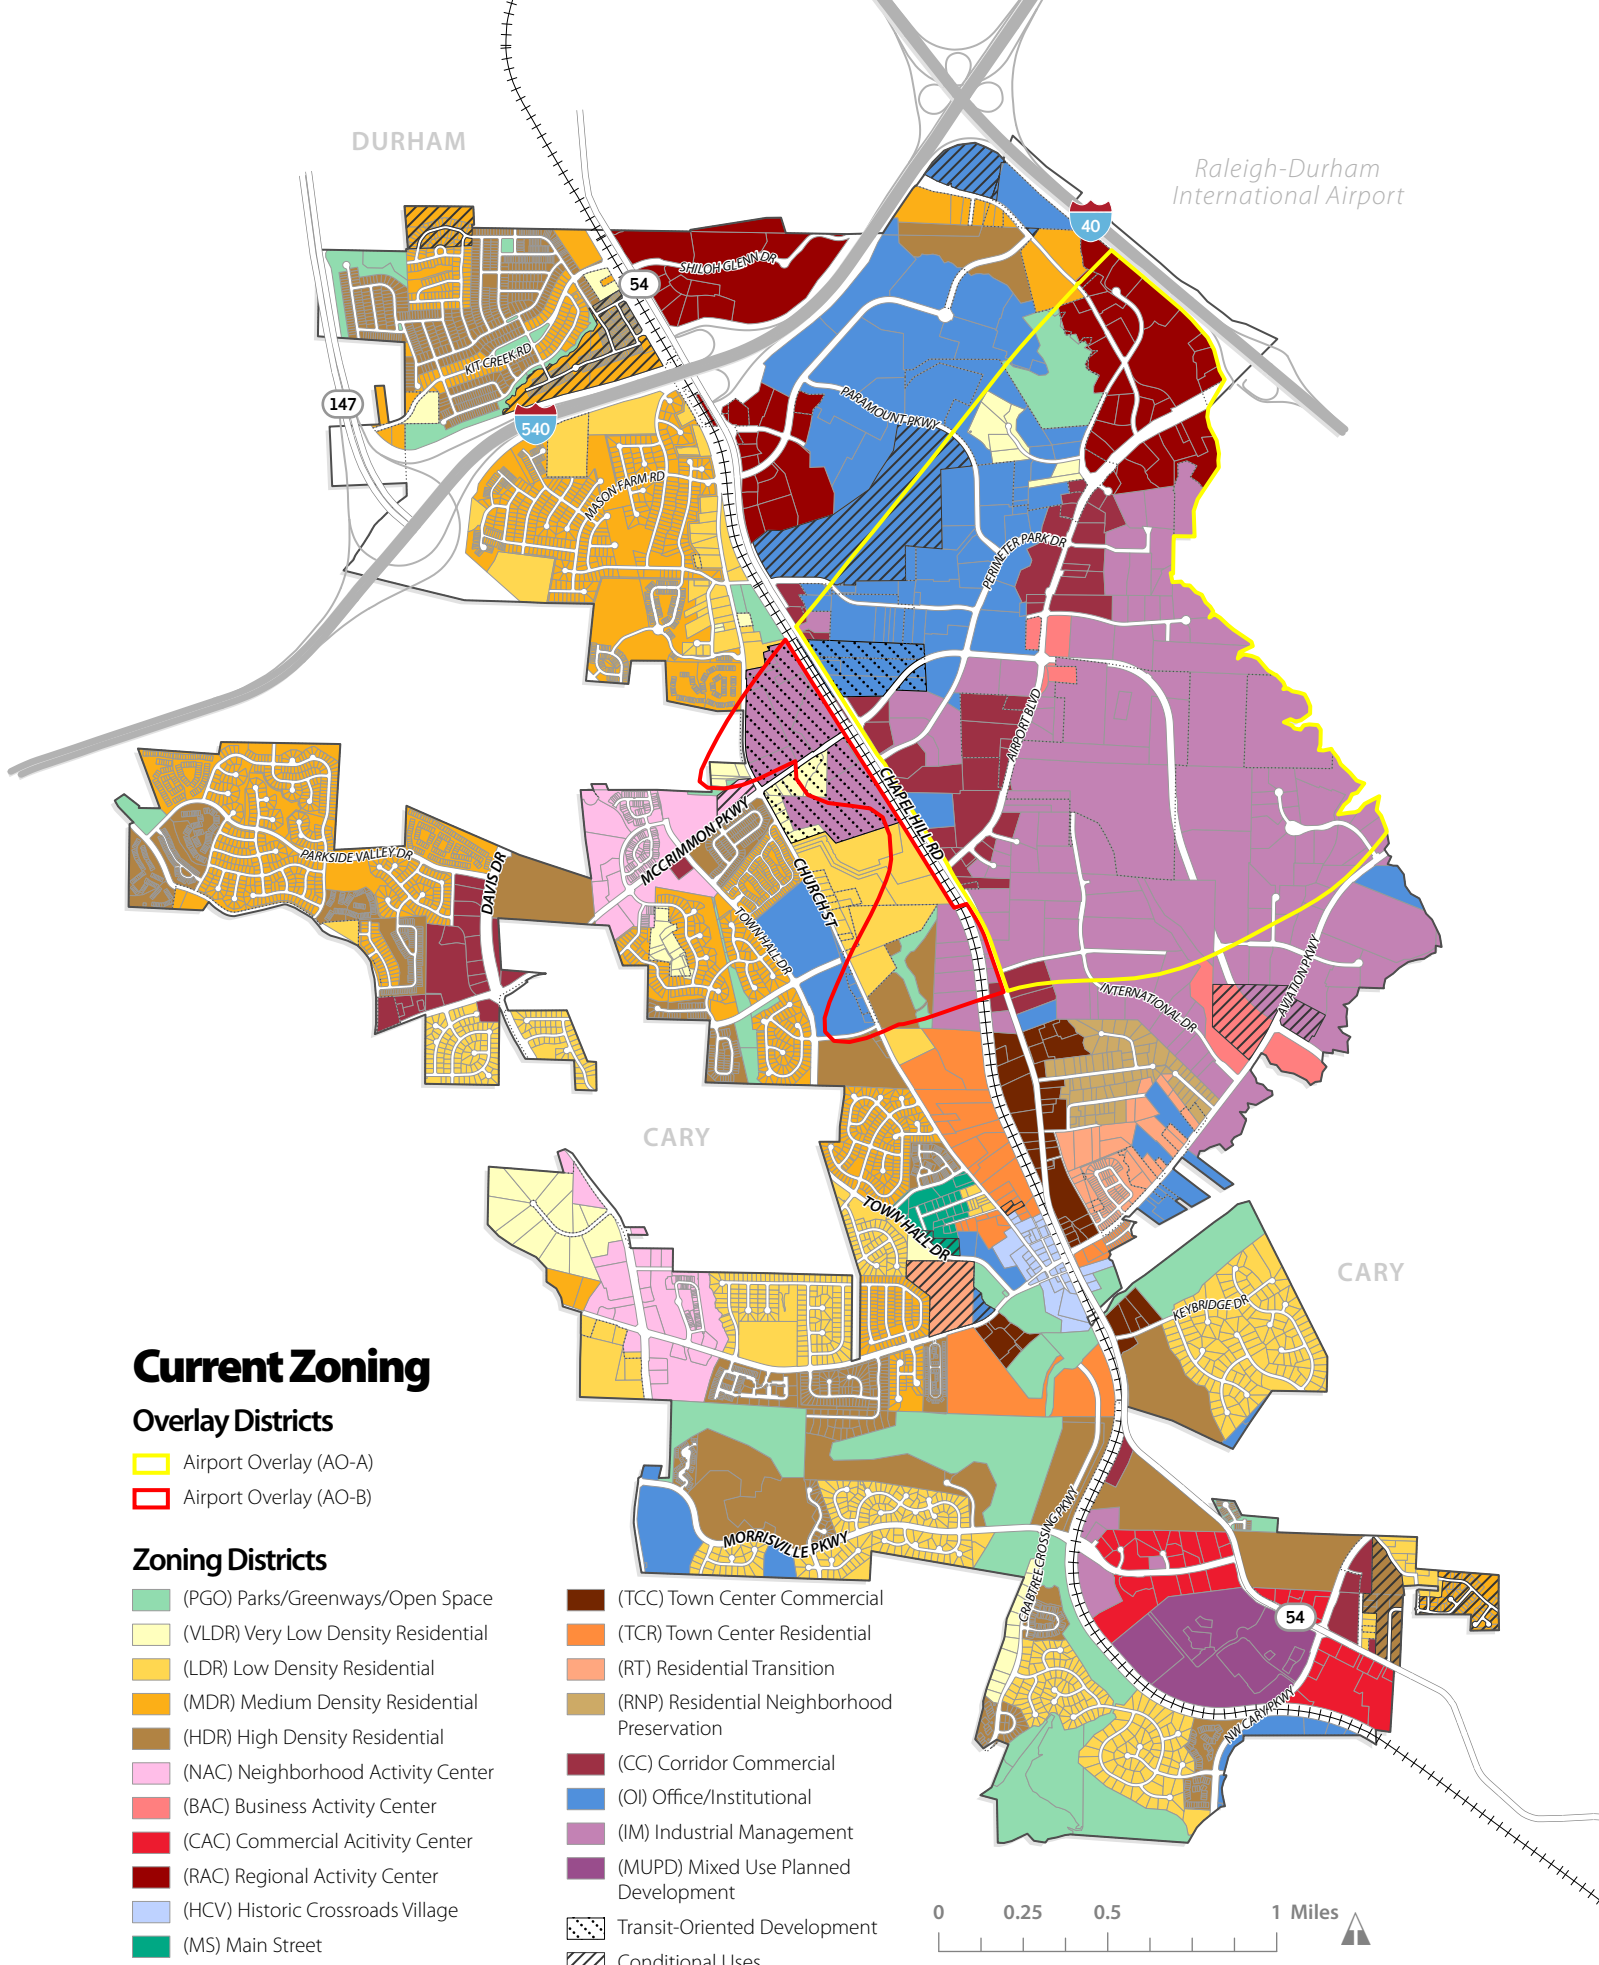 DURHAM
Raleigh-Durham
International Airport
40
SHILOH GLENN DR
54
KIT CREEK RD
147
PARAMOUNT PKWY
540
MASON FARM RD
PERIMETER PARK DR
AIRPORT BLVD
CHAPEL HILL RD
MCCRIMMON PKWY
PARKSIDE VALLEY DR
DAVIS DR
CHURCH ST
TOWN HALL DR
AVIATION PKWY
INTERNATIONAL DR
CARY
TOWN HALL DR
CARY
KEYBRIDGE DR
MORRISVILLE PKWY
CRABTREE CROSSING PKWY
54
NW CARY PKWY
Current Zoning
Overlay Districts
Airport Overlay (AO-A)
Airport Overlay (AO-B)
Zoning Districts
(PGO) Parks/Greenways/Open Space
(VLDR) Very Low Density Residential
(LDR) Low Density Residential
(MDR) Medium Density Residential
(HDR) High Density Residential
(NAC) Neighborhood Activity Center
(BAC) Business Activity Center
(CAC) Commercial Acitivity Center
(RAC) Regional Activity Center
(HCV) Historic Crossroads Village
(MS) Main Street
(TCC) Town Center Commercial
(TCR) Town Center Residential
(RT) Residential Transition
(RNP) Residential Neighborhood
Preservation
(CC) Corridor Commercial
(OI) Office/Institutional
(IM) Industrial Management
(MUPD) Mixed Use Planned
Development
Transit-Oriented Development
Conditional Uses
0 0.25 0.5 1 Miles